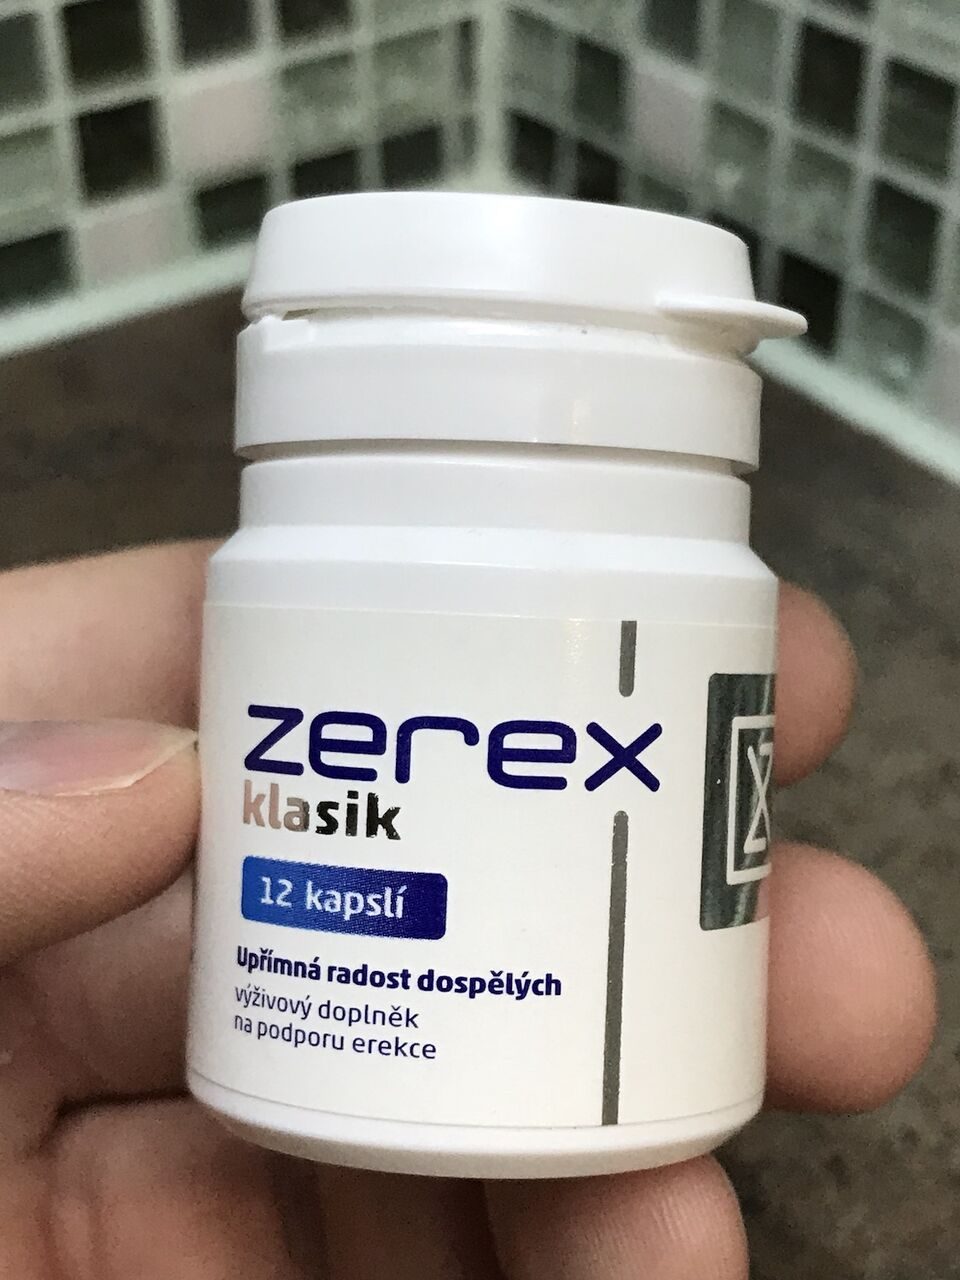 zerex
klasik
12 kapslí
Upřímná radost dospělých
výživový doplněk
na podporu erekce